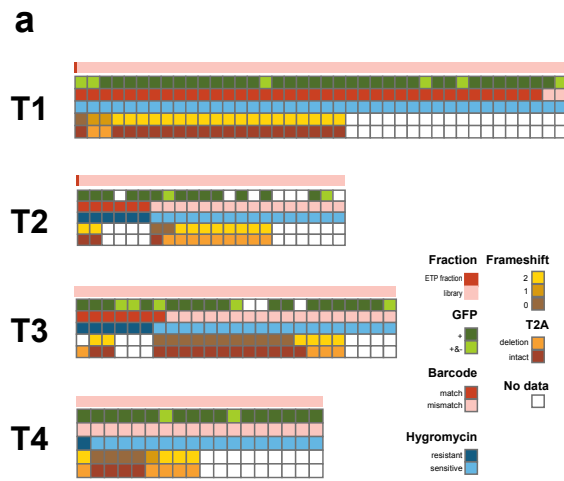 a
T1
T2
T3
T4
Fraction
ETP fraction
library
GFP
+
+&-
Barcode
match
mismatch
Hygromycin
resistant
sensitive
Frameshift
2
1
0
T2A
deletion
intact
No data